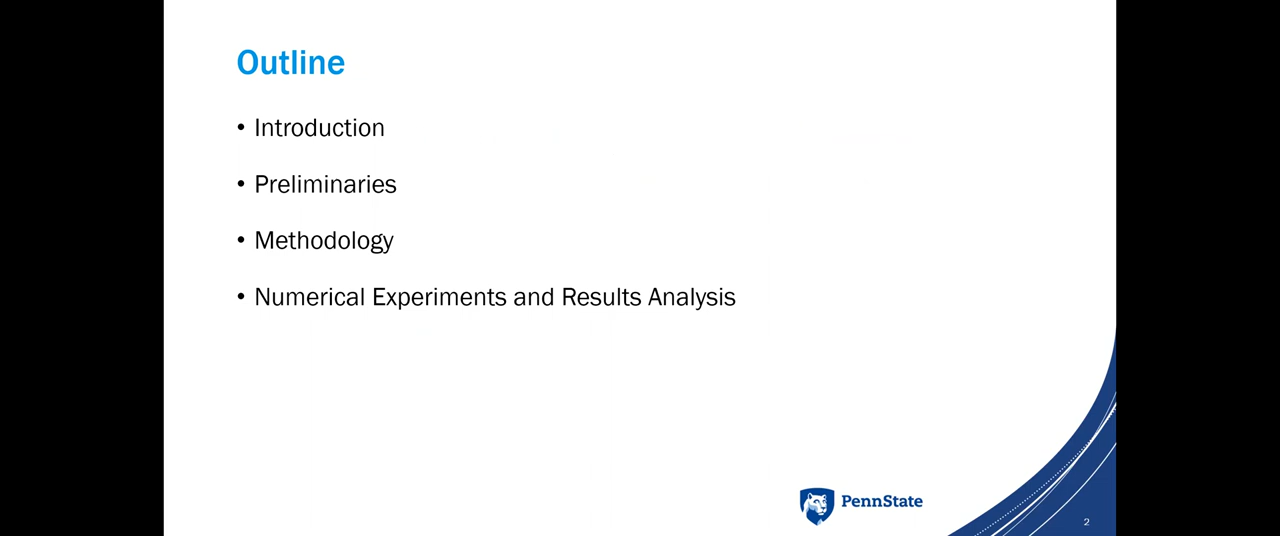 Outline
• Introduction
• Preliminaries
• Methodology
• Numerical Experiments and Results Analysis
PennState
2